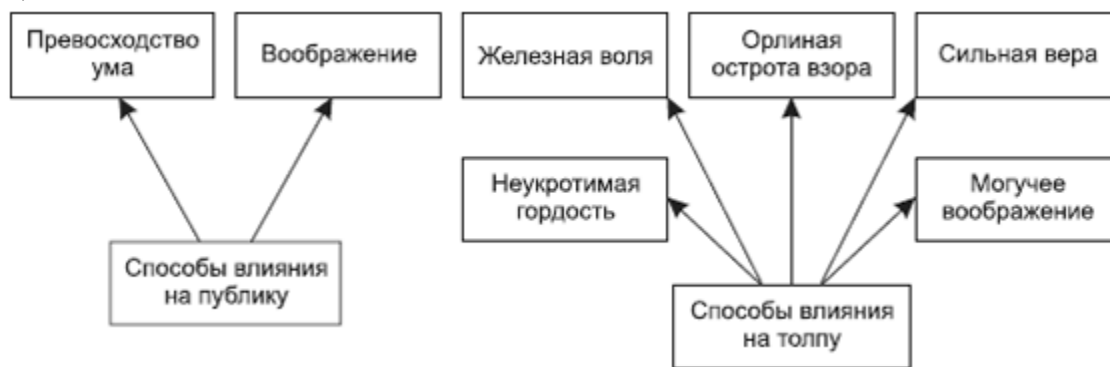 Превосходство
ума
Воображение
Железная воля
Орлиная
острота взора
Сильная вера
Неукротимая
гордость
Могучее
воображение
Способы влияния
на публику
Способы влияния
на толпу